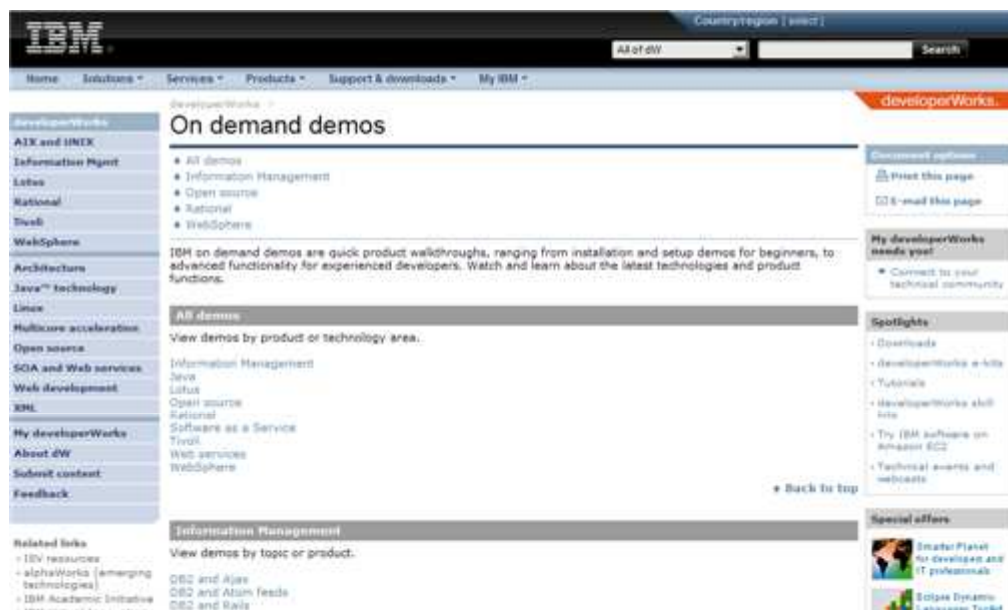 Country/region [select]
IBM
All of dW
Search
Home
Solutions
Services
Products
Support & downloads
My IBM
developerWorks >
developerWorks.
On demand demos
developerWorks
AIX and UNIX
Information Mgmt
Lotus
Rational
Tivoli
WebSphere
Architecture
Java™ technology
Linux
Multicore acceleration
Open source
SOA and Web services
Web development
XML
My developerWorks
About dW
Submit content
Feedback
Related links
ISV resources
alphaWorks (emerging
technologies)
IBM Academic Initiative
All demos
Information Management
Open source
Rational
WebSphere
IBM on demand demos are quick product walkthroughs, ranging from installation and setup demos for beginners, to
advanced functionality for experienced developers. Watch and learn about the latest technologies and product
functions.
All demos
View demos by product or technology area.
Information Management
Java
Lotus
Open source
Rational
Software as a Service
Tivoli
Web services
WebSphere
Back to top
Information Management
View demos by topic or product.
DB2 and Ajax
DB2 and Atom feeds
DB2 and Rails
Document options
Print this page
E-mail this page
My developerWorks
needs you!
Connect to your
technical community
Spotlights
Downloads
developerWorks e-kits
Tutorials
developerWorks skill
kits
Try IBM software on
Amazon EC2
Technical events and
webcasts
Special offers
Smarter Planet
for developers and
IT professionals
Eclipse Dynamic
Languages Toolkit